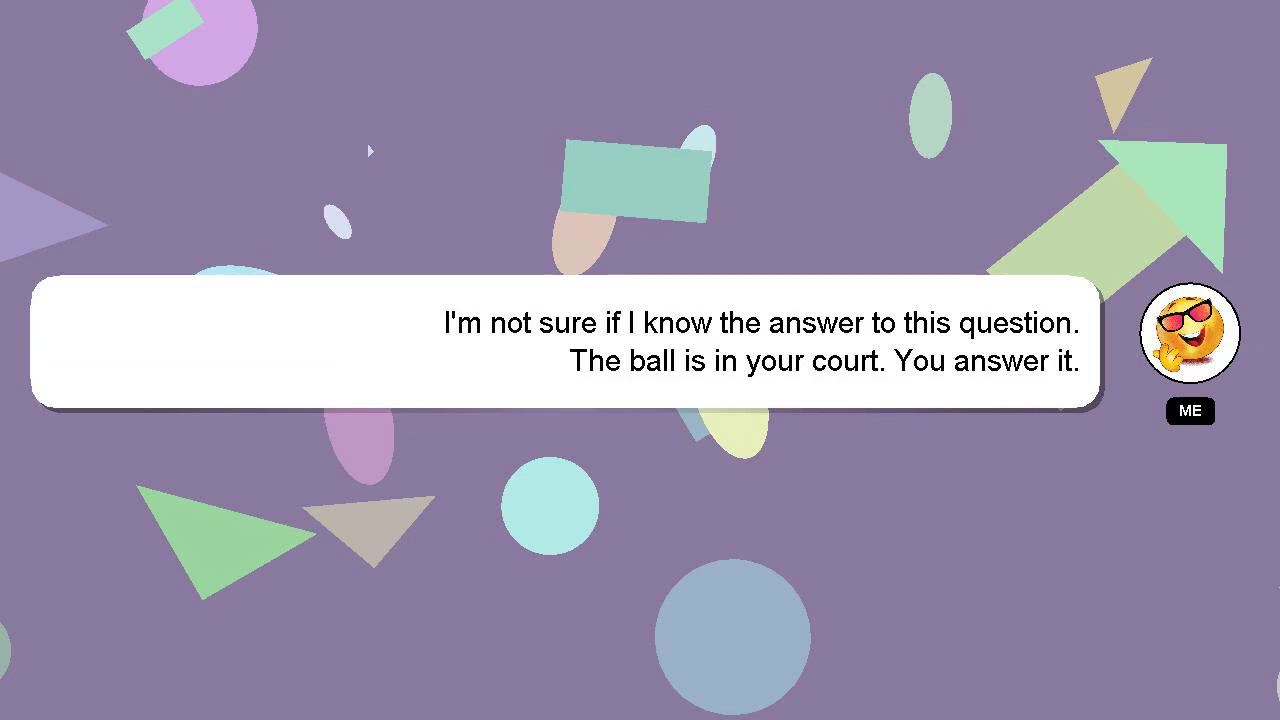 I'm not sure if I know the answer to this question.
The ball is in your court. You answer it.
ME